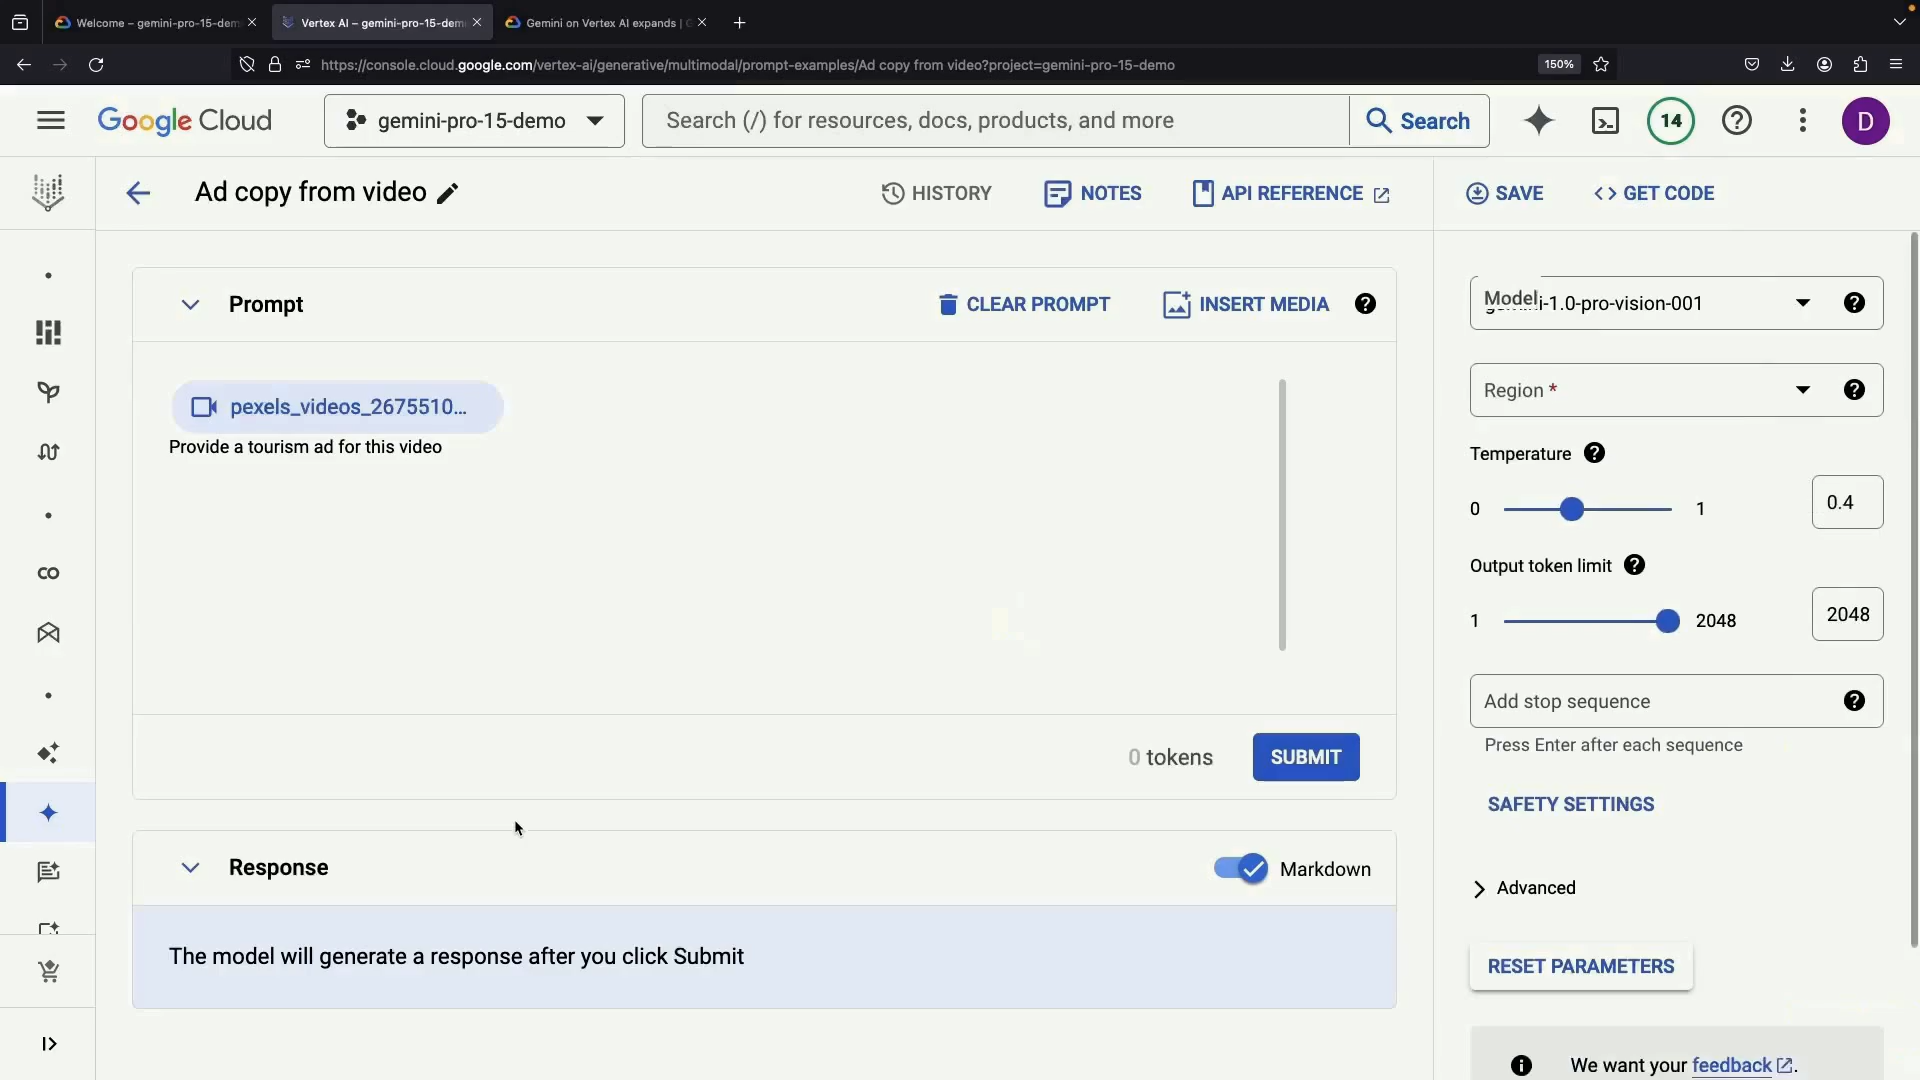 Welcome – gemini-pro-15-dem
Vertex AI – gemini-pro-15-dem
Gemini on Vertex AI expands |
https://console.cloud.google.com/vertex-ai/generative/multimodal/prompt-examples/Ad copy from video?project=gemini-pro-15-demo
150%
Google Cloud
gemini-pro-15-demo
Search (/) for resources, docs, products, and more
Search
14
D
Ad copy from video
HISTORY
NOTES
API REFERENCE
SAVE
GET CODE
Prompt
CLEAR PROMPT
INSERT MEDIA
pexels_videos_2675510...
Provide a tourism ad for this video
0 tokens
SUBMIT
Response
Markdown
The model will generate a response after you click Submit
Model
gemini-1.0-pro-vision-001
Region *
Temperature
0
1
0.4
Output token limit
1
2048
2048
Add stop sequence
Press Enter after each sequence
SAFETY SETTINGS
Advanced
RESET PARAMETERS
We want your feedback.